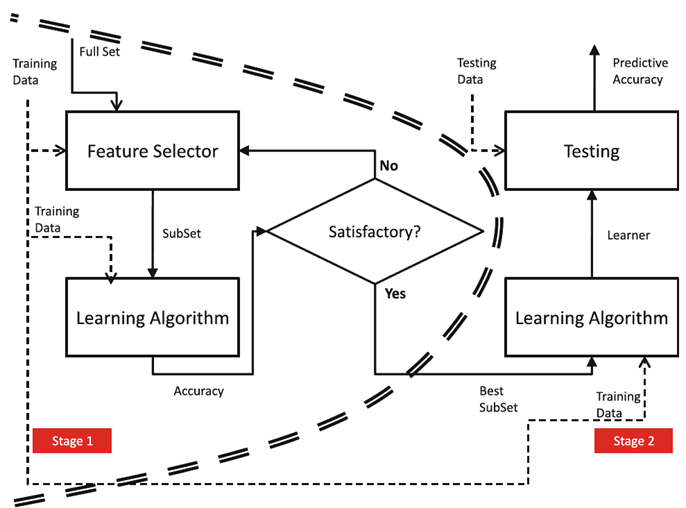 Full Set
Training
Data
Feature Selector
Training
Data
SubSet
Learning Algorithm
Accuracy
No
Satisfactory?
Yes
Stage 1
Testing
Data
Predictive
Accuracy
Testing
Learner
Learning Algorithm
Best
SubSet
Training
Data
Stage 2